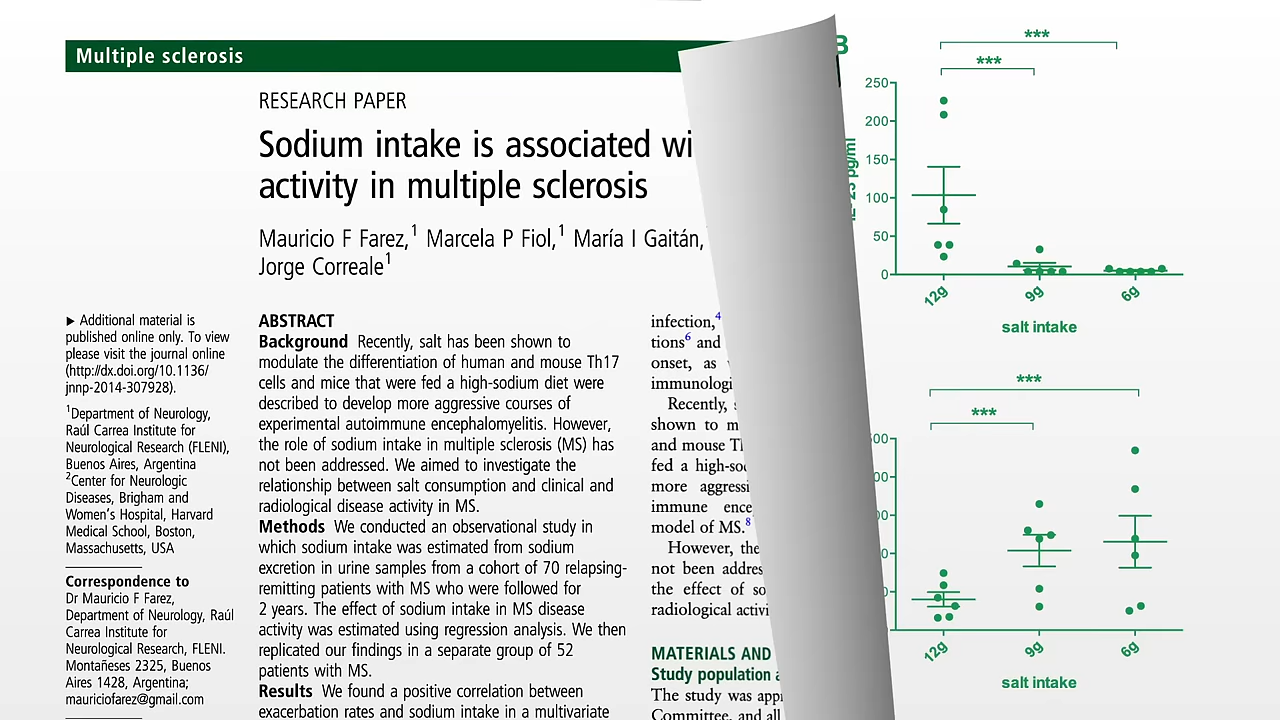 Multiple sclerosis
RESEARCH PAPER
Sodium intake is associated
activity in multiple sclerosis
Mauricio F Farez,1 Marcela P Fiol,1 María I Gaitán,
Jorge Correale1
▶ Additional material is
published online only. To view
please visit the journal online
(http://dx.doi.org/10.1136/
jnnp-2014-307928).
1Department of Neurology,
Raúl Carrea Institute for
Neurological Research (FLENI),
Buenos Aires, Argentina
2Center for Neurologic
Diseases, Brigham and
Women's Hospital, Harvard
Medical School, Boston,
Massachusetts, USA
Correspondence to
Dr Mauricio F Farez,
Department of Neurology, Raúl
Carrea Institute for
Neurological Research, FLENI.
Montañeses 2325, Buenos
Aires 1428, Argentina;
mauriciofarez@gmail.com
ABSTRACT
Background Recently, salt has been shown to
modulate the differentiation of human and mouse Th17
cells and mice that were fed a high-sodium diet were
described to develop more aggressive courses of
experimental autoimmune encephalomyelitis. However,
the role of sodium intake in multiple sclerosis (MS) has
not been addressed. We aimed to investigate the
relationship between salt consumption and clinical and
radiological disease activity in MS.
Methods We conducted an observational study in
which sodium intake was estimated from sodium
excretion in urine samples from a cohort of 70 relapsing-
remitting patients with MS who were followed for
2 years. The effect of sodium intake in MS disease
activity was estimated using regression analysis. We then
replicated our findings in a separate group of 52
patients with MS.
Results We found a positive correlation between
exacerbation rates and sodium intake in a multivariate
infection,4
tions6 and
onset, as
immunologi
Recently,
shown to
and mouse
fed a
more
immune
model of MS.8
However, the
not been
the effect of
radiological
MATERIALS AND
Study population
The study was
Committee, and all
B
***
***
250
200
150
100
50
0
pg/ml
12g
9g
6g
salt intake
***
***
12g
9g
6g
salt intake